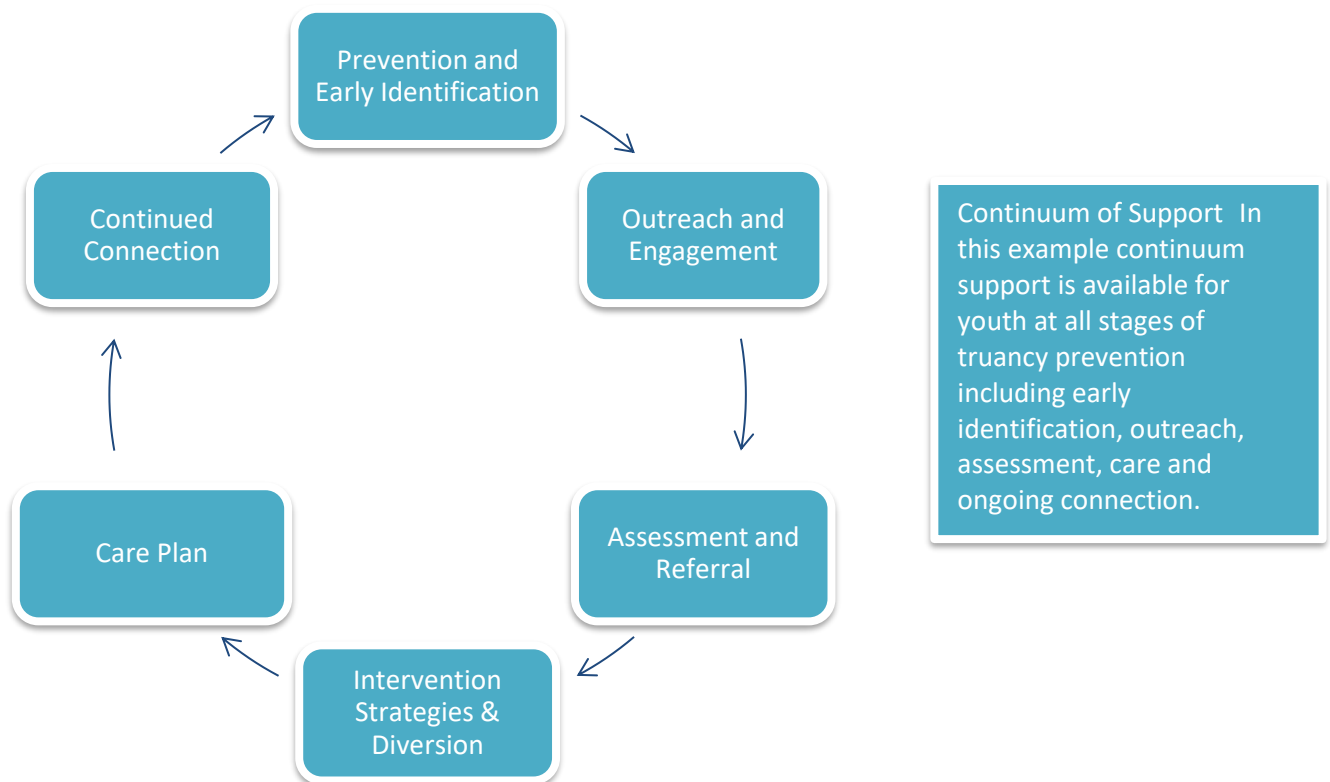 Prevention and
Early Identification
Outreach and
Engagement
Assessment and
Referral
Intervention
Strategies &
Diversion
Care Plan
Continued
Connection
Continuum of Support  In
this example continuum
support is available for
youth at all stages of
truancy prevention
including early
identification, outreach,
assessment, care and
ongoing connection.